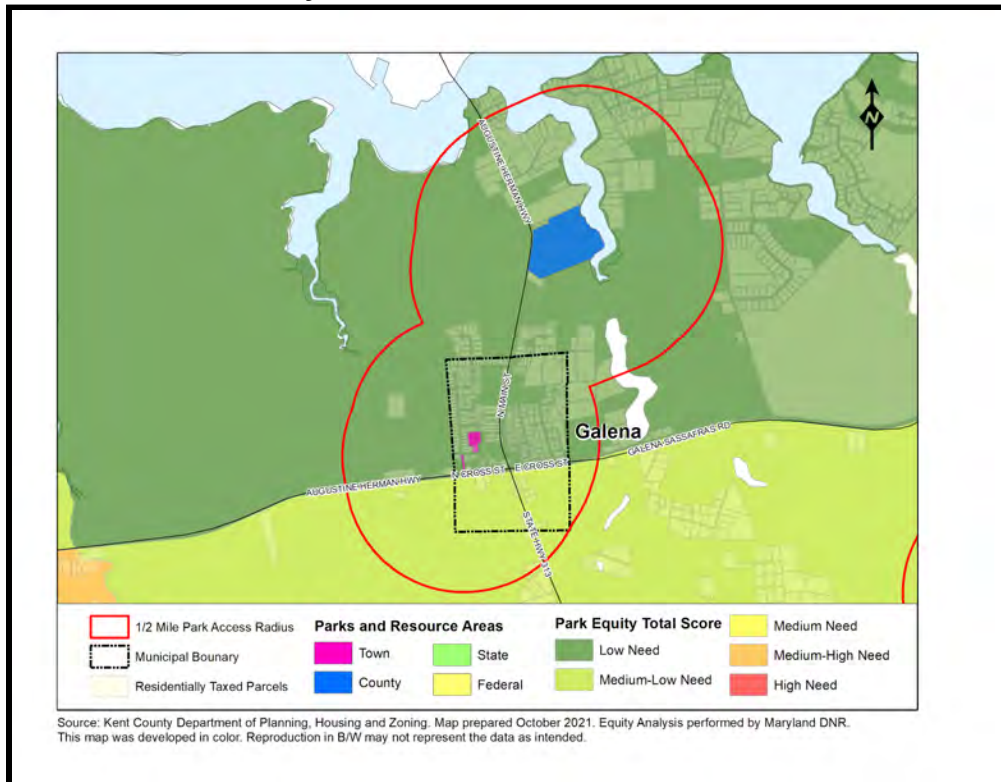 N
AUGUSTINE HERMAN HWY
N MAIN ST
Galena
GALENA SASSAFRAS RD
N CROSS ST
E CROSS ST
AUGUSTINE HERMAN HWY
STATE HWY 313
1/2 Mile Park Access Radius
Municipal Bounary
Residentially Taxed Parcels
Parks and Resource Areas
Town
State
County
Federal
Park Equity Total Score
Low Need
Medium-Low Need
Medium Need
Medium-High Need
High Need
Source: Kent County Department of Planning, Housing and Zoning. Map prepared October 2021. Equity Analysis performed by Maryland DNR.
This map was developed in color. Reproduction in B/W may not represent the data as intended.